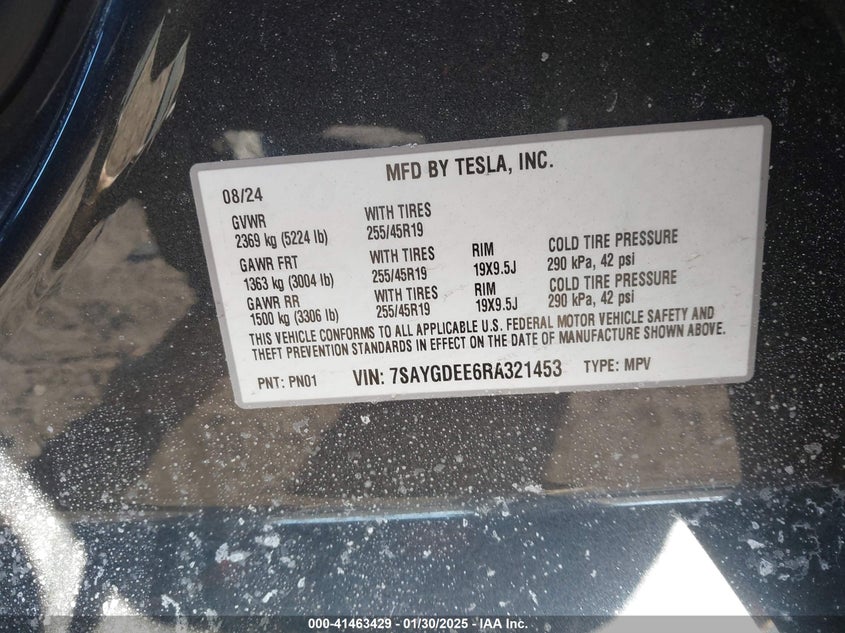 MFD BY TESLA, INC.
08/24
GVWR WITH TIRES
2369 kg (5224 lb) 255/45R19
GAWR FRT WITH TIRES RIM COLD TIRE PRESSURE
1363 kg (3004 lb) 255/45R19 19X9.5J 290 kPa, 42 psi
GAWR RR WITH TIRES RIM COLD TIRE PRESSURE
1500 kg (3306 lb) 255/45R19 19X9.5J 290 kPa, 42 psi
THIS VEHICLE CONFORMS TO ALL APPLICABLE U.S. FEDERAL MOTOR VEHICLE SAFETY AND
THEFT PREVENTION STANDARDS IN EFFECT ON THE DATE OF MANUFACTURE SHOWN ABOVE.
PNT: PN01 VIN: 7SAYGDEE6RA321453 TYPE: MPV
000-41463429 - 01/30/2025 - IAA Inc.